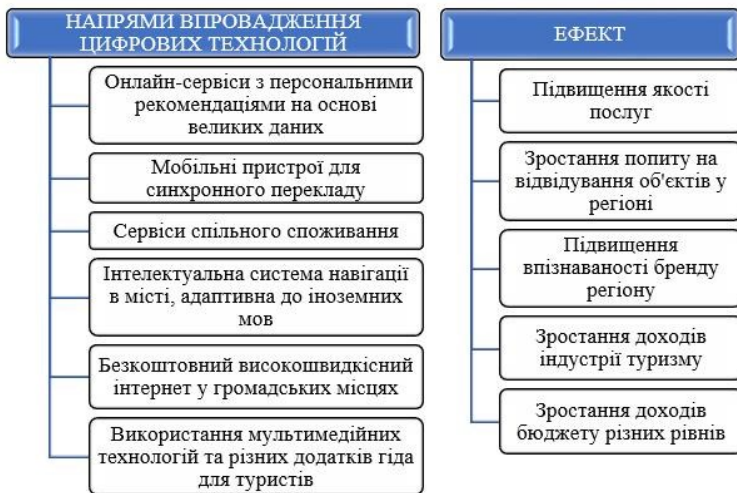 НАПРЯМИ ВПРОВАДЖЕННЯ
ЦИФРОВИХ ТЕХНОЛОГІЙ
Онлайн-сервіси з персональними
рекомендаціями на основі
великих даних
Мобільні пристрої для
синхронного перекладу
Сервіси спільного споживання
Інтелектуальна система навігації
в місті, адаптивна до іноземних
мов
Безкоштовний високошвидкісний
інтернет у громадських місцях
Використання мультимедійних
технологій та різних додатків гіда
для туристів
ЕФЕКТ
Підвищення якості
послуг
Зростання попиту на
відвідування об'єктів у
регіоні
Підвищення
впізнаваності бренду
регіону
Зростання доходів
індустрії туризму
Зростання доходів
бюджету різних рівнів